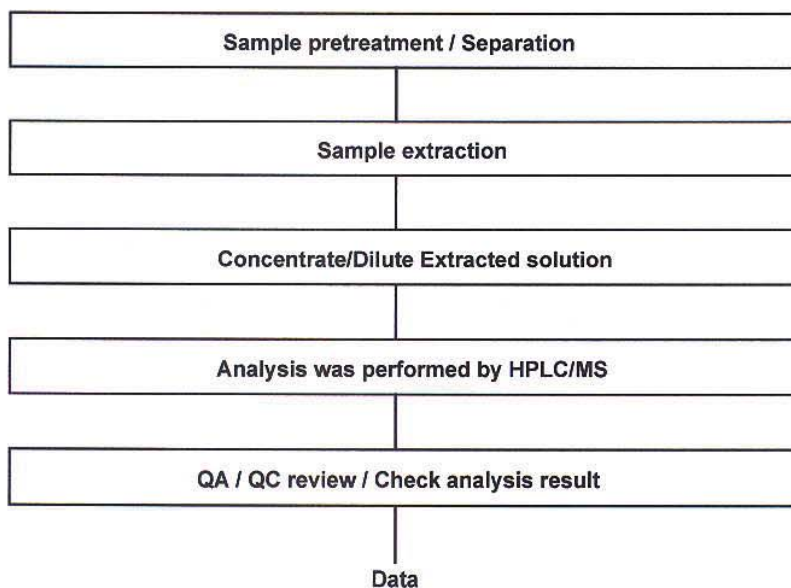 Sample pretreatment / Separation
Sample extraction
Concentrate/Dilute Extracted solution
Analysis was performed by HPLC/MS
QA / QC review / Check analysis result
Data